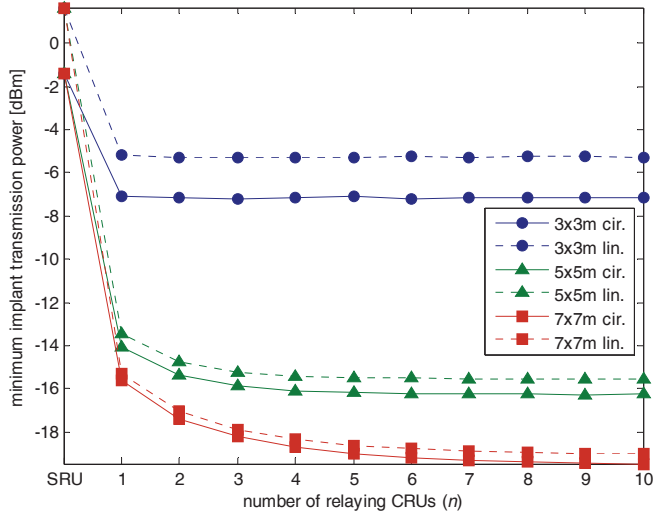 0
-2
-4
-6
-8
-10
-12
-14
-16
-18
minimum implant transmission power [dBm]
3x3m cir.
3x3m lin.
5x5m cir.
5x5m lin.
7x7m cir.
7x7m lin.
SRU 1 2 3 4 5 6 7 8 9 10
number of relaying CRUs (n)